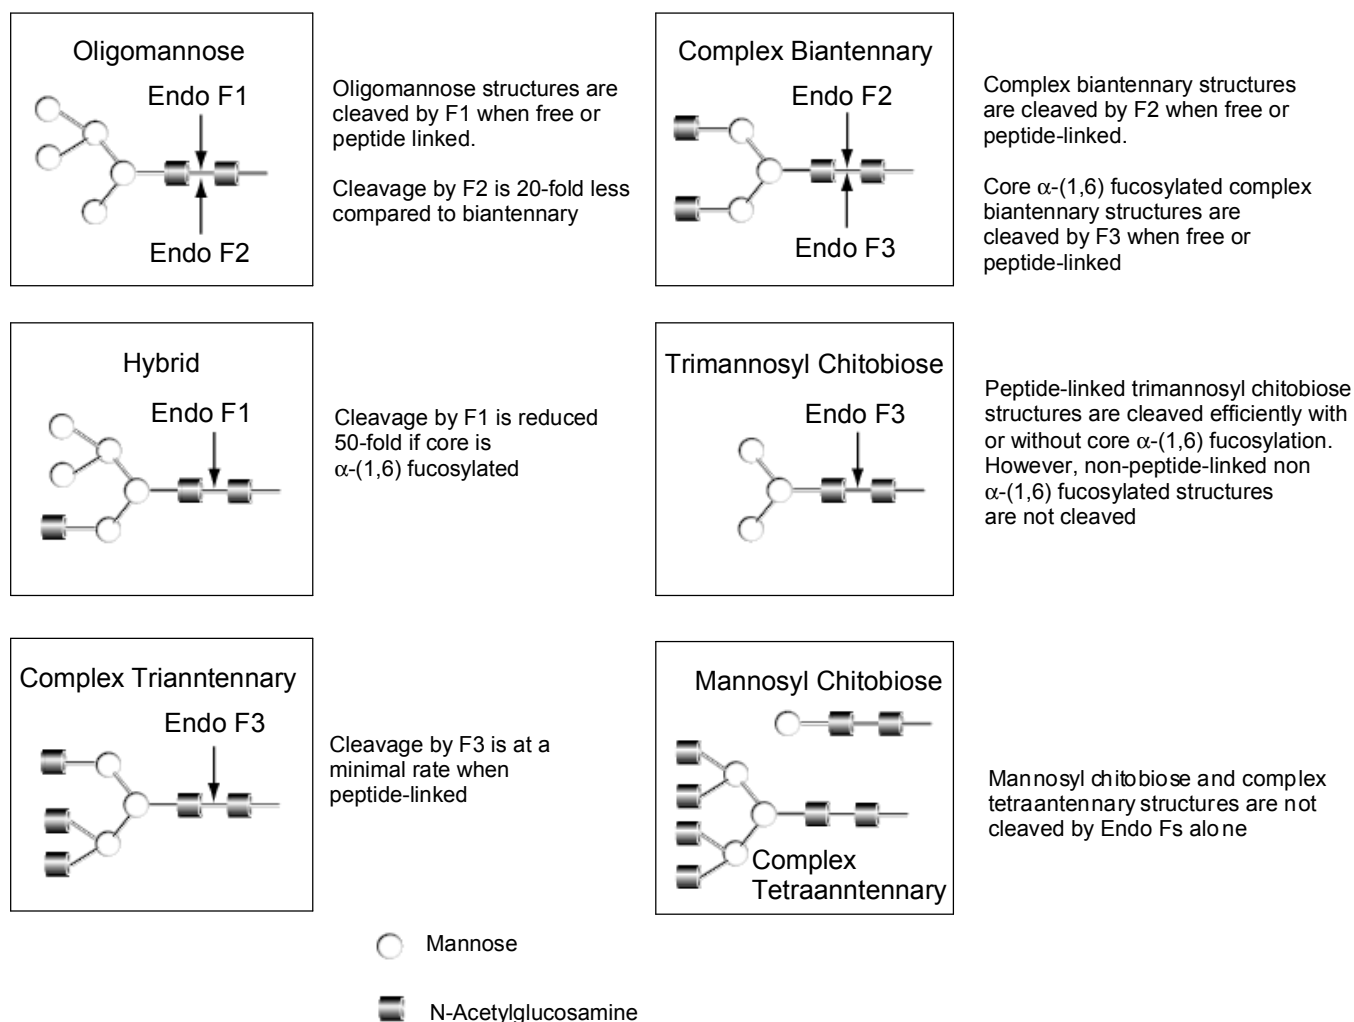 Oligomannose
Endo F1
Endo F2
Oligomannose structures are
cleaved by F1 when free or
peptide linked.
Cleavage by F2 is 20-fold less
compared to biantennary
Complex Biantennary
Endo F2
Endo F3
Complex biantennary structures
are cleaved by F2 when free or
peptide-linked.
Core α-(1,6) fucosylated complex
biantennary structures are
cleaved by F3 when free or
peptide-linked
Hybrid
Endo F1
Cleavage by F1 is reduced
50-fold if core is
α-(1,6) fucosylated
Trimannosyl Chitobiose
Endo F3
Peptide-linked trimannosyl chitobiose
structures are cleaved efficiently with
or without core α-(1,6) fucosylation.
However, non-peptide-linked non
α-(1,6) fucosylated structures
are not cleaved
Complex Trianntennary
Endo F3
Cleavage by F3 is at a
minimal rate when
peptide-linked
Mannosyl Chitobiose
Complex
Tetraanntennary
Mannosyl chitobiose and complex
tetraantennary structures are not
cleaved by Endo Fs alone
Mannose
N-Acetylglucosamine